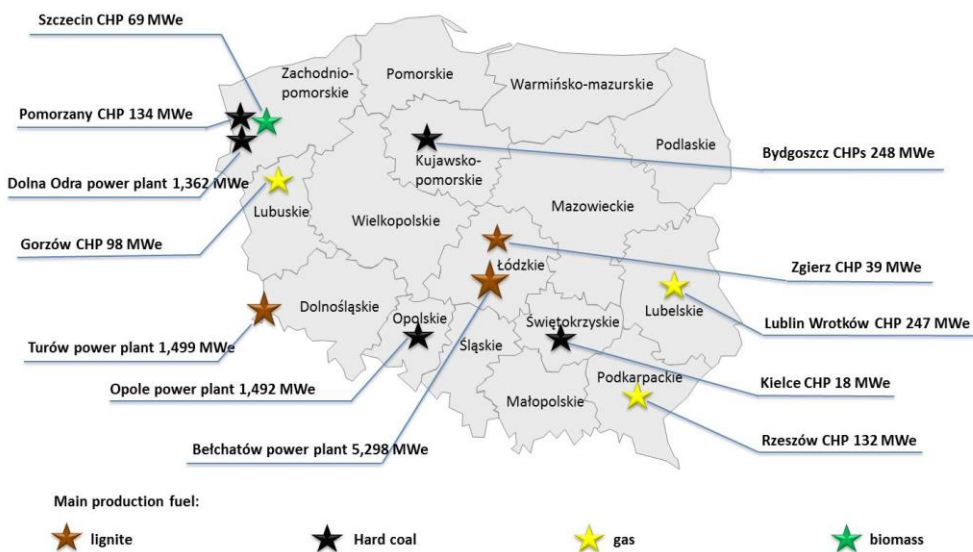 Szczecin CHP 69 MWe
Pomorzany CHP 134 MWe
Dolna Odra power plant 1,362 MWe
Gorzów CHP 98 MWe
Turów power plant 1,499 MWe
Opole power plant 1,492 MWe
Bełchatów power plant 5,298 MWe
Zachodnio-
pomorskie
Pomorskie
Warmińsko-mazurskie
Podlaskie
Kujawsko-
pomorskie
Mazowieckie
Lubuskie
Wielkopolskie
Łódzkie
Dolnośląskie
Opolskie
Śląskie
Świętokrzyskie
Lubelskie
Podkarpackie
Małopolskie
Bydgoszcz CHPs 248 MWe
Zgierz CHP 39 MWe
Lublin Wrotków CHP 247 MWe
Kielce CHP 18 MWe
Rzeszów CHP 132 MWe
Main production fuel:
lignite
Hard coal
gas
biomass